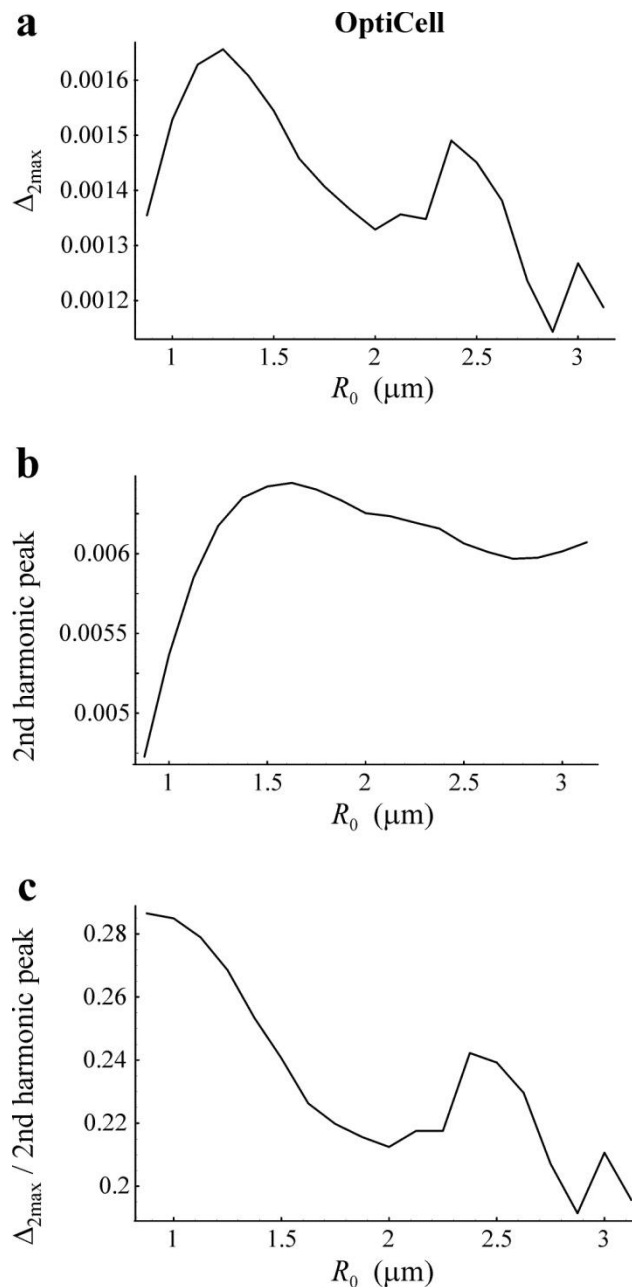 a
OptiCell
0.0016
0.0015
0.0014
0.0013
0.0012
Δ2max
1 1.5 2 2.5 3
R0 (μm)
b
0.006
0.0055
0.005
2nd harmonic peak
1 1.5 2 2.5 3
R0 (μm)
c
0.28
0.26
0.24
0.22
0.2
Δ2max / 2nd harmonic peak
1 1.5 2 2.5 3
R0 (μm)